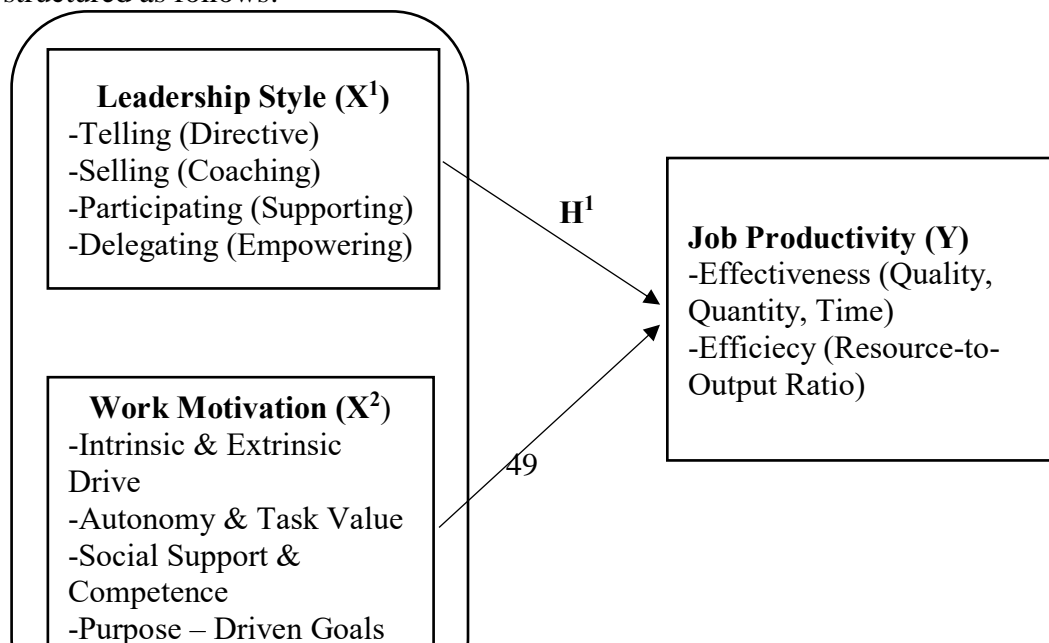 structured as follows:
Leadership Style (X¹)
-Telling (Directive)
-Selling (Coaching)
-Participating (Supporting)
-Delegating (Empowering)
H¹
Job Productivity (Y)
-Effectiveness (Quality,
Quantity, Time)
-Efficiecy (Resource-to-
Output Ratio)
Work Motivation (X²)
-Intrinsic & Extrinsic
Drive
-Autonomy & Task Value
-Social Support &
Competence
-Purpose – Driven Goals
49